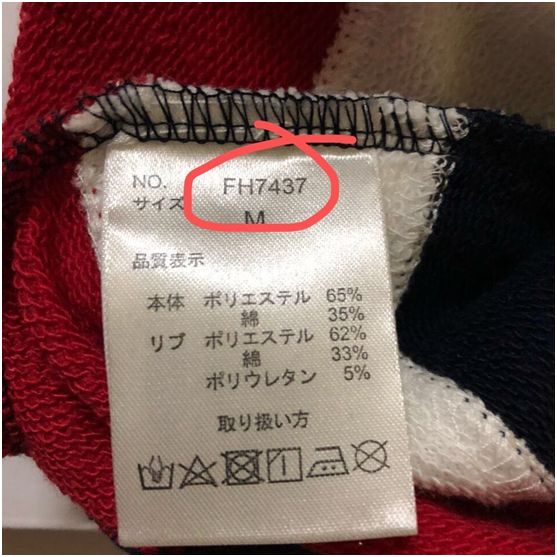 NO. FH7437
サイズ M
品質表示
本体 ポリエステル 65%
綿 35%
リブ ポリエステル 62%
綿 33%
ポリウレタン 5%
取り扱い方